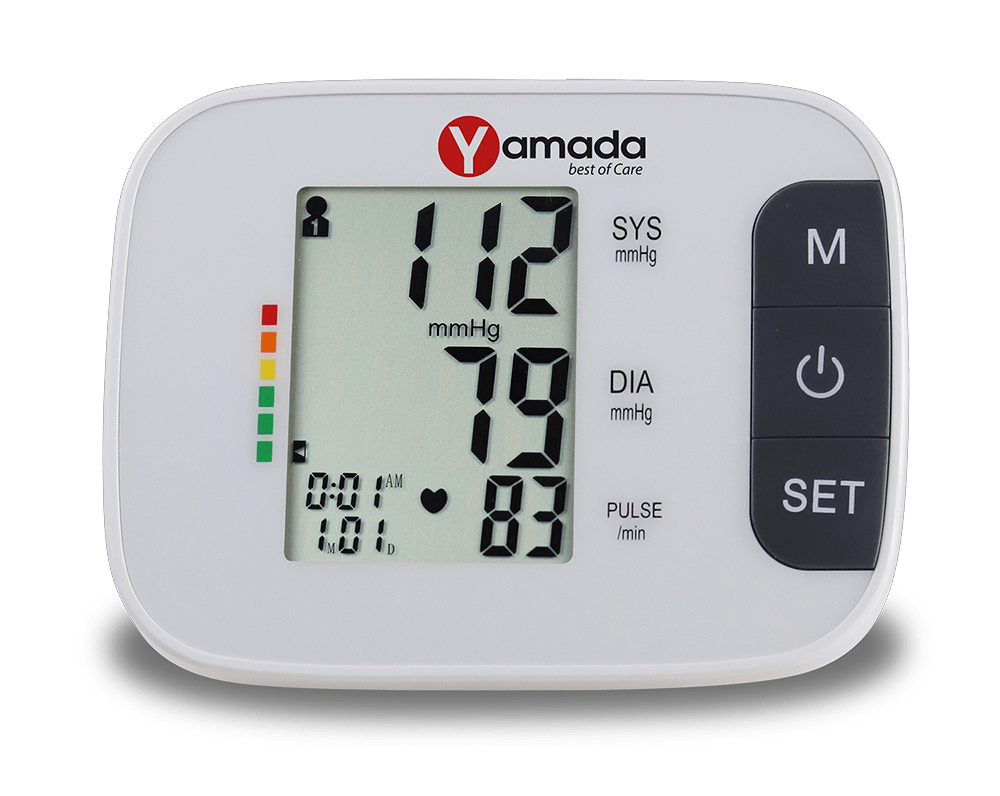 Yamada
best of Care
1
112
SYS
mmHg
mmHg
79
DIA
mmHg
0:01 AM
1M01D
83
PULSE
/min
M
SET